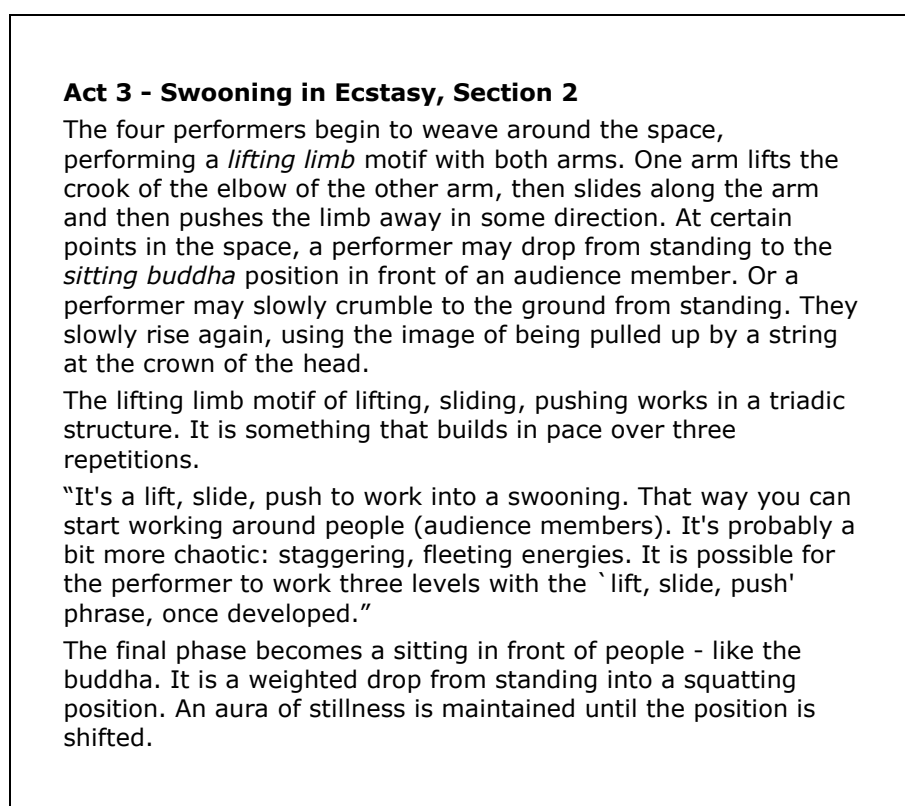 Act 3 - Swooning in Ecstasy, Section 2
The four performers begin to weave around the space,
performing a lifting limb motif with both arms. One arm lifts the
crook of the elbow of the other arm, then slides along the arm
and then pushes the limb away in some direction. At certain
points in the space, a performer may drop from standing to the
sitting buddha position in front of an audience member. Or a
performer may slowly crumble to the ground from standing. They
slowly rise again, using the image of being pulled up by a string
at the crown of the head.
The lifting limb motif of lifting, sliding, pushing works in a triadic
structure. It is something that builds in pace over three
repetitions.
“It's a lift, slide, push to work into a swooning. That way you can
start working around people (audience members). It's probably a
bit more chaotic: staggering, fleeting energies. It is possible for
the performer to work three levels with the `lift, slide, push'
phrase, once developed.”
The final phase becomes a sitting in front of people - like the
buddha. It is a weighted drop from standing into a squatting
position. An aura of stillness is maintained until the position is
shifted.